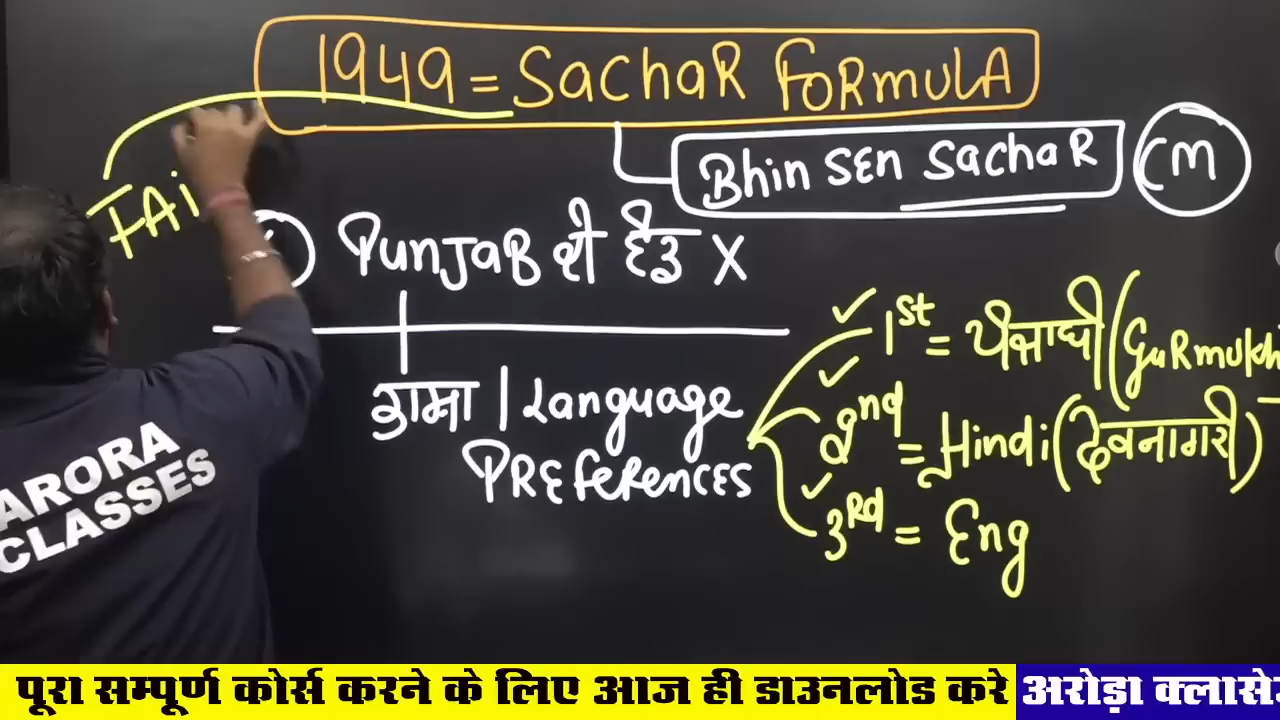 1949 = SachaR FoRmULA
Bhin SEn SachaR
CM
FAi
PunJaB दी वैड X
भाषा | Language
PREferencES
1st = ਪੰਜਾਬੀ (GuRmukh
2nd = Hindi (देवनागरी)
3Rd = Eng
ARORA
CLASSES
पूरा सम्पूर्ण कोर्स करने के लिए आज ही डाउनलोड करे अरोड़ा क्लासे